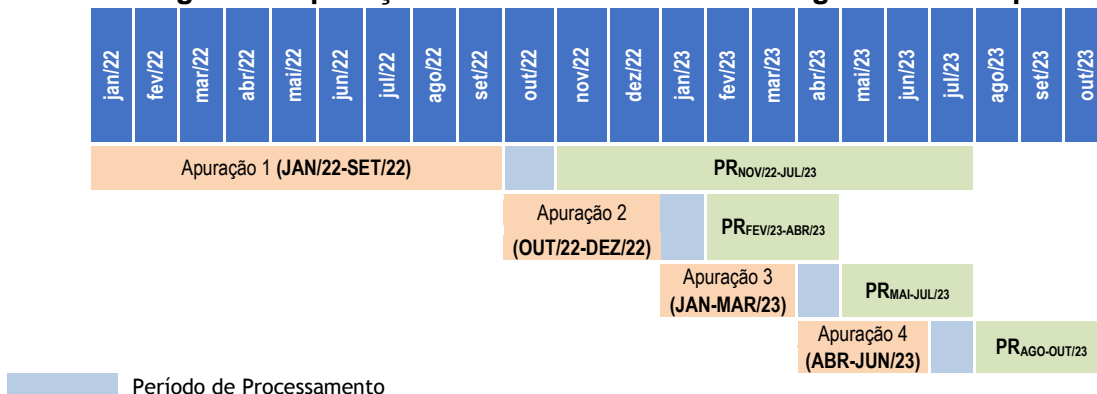 jan/22 fev/22 mar/22 abr/22 mai/22 jun/22 jul/22 ago/22 set/22 out/22 nov/22 dez/22 jan/23 fev/23 mar/23 abr/23 mai/23 jun/23 jul/23 ago/23 set/23 out/23
Apuração 1 (JAN/22-SET/22) PRNOV/22-JUL/23
Apuração 2
(OUT/22-DEZ/22)
PRFEV/23-ABR/23
Apuração 3
(JAN-MAR/23)
PRMAI-JUL/23
Apuração 4
(ABR-JUN/23)
PRAGO-OUT/23
Período de Processamento